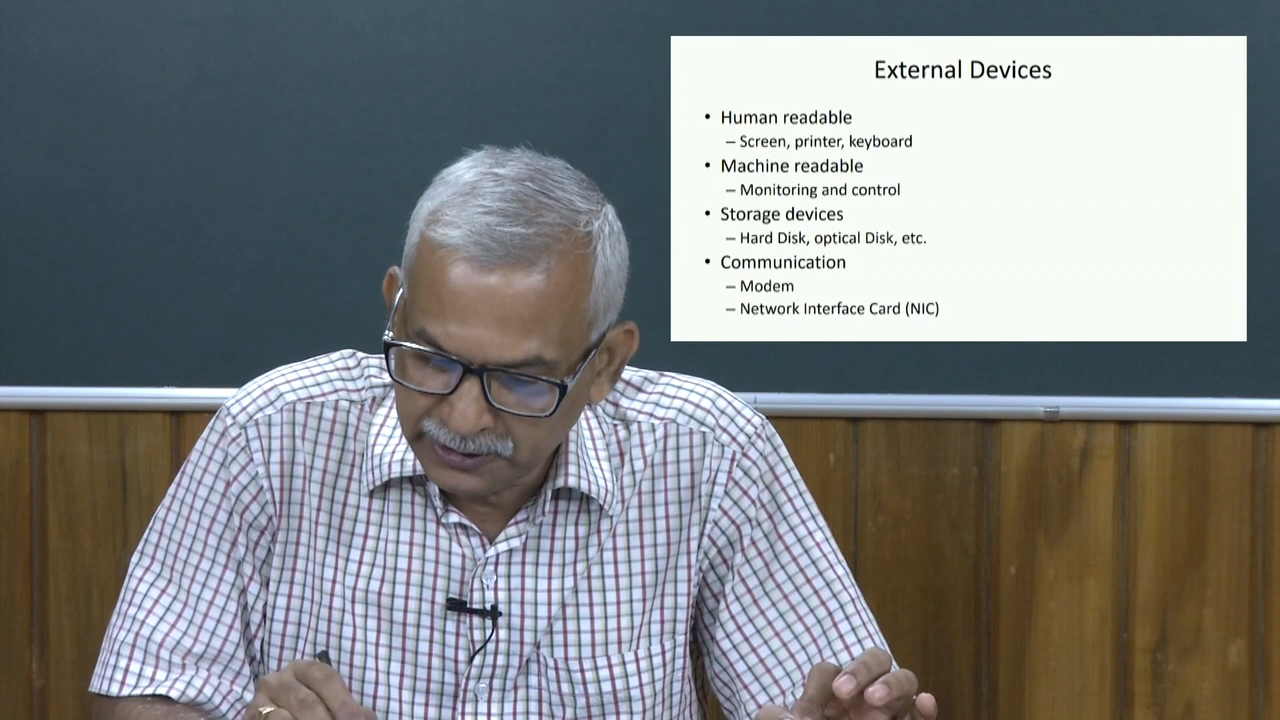 External Devices
• Human readable
– Screen, printer, keyboard
• Machine readable
– Monitoring and control
• Storage devices
– Hard Disk, optical Disk, etc.
• Communication
– Modem
– Network Interface Card (NIC)